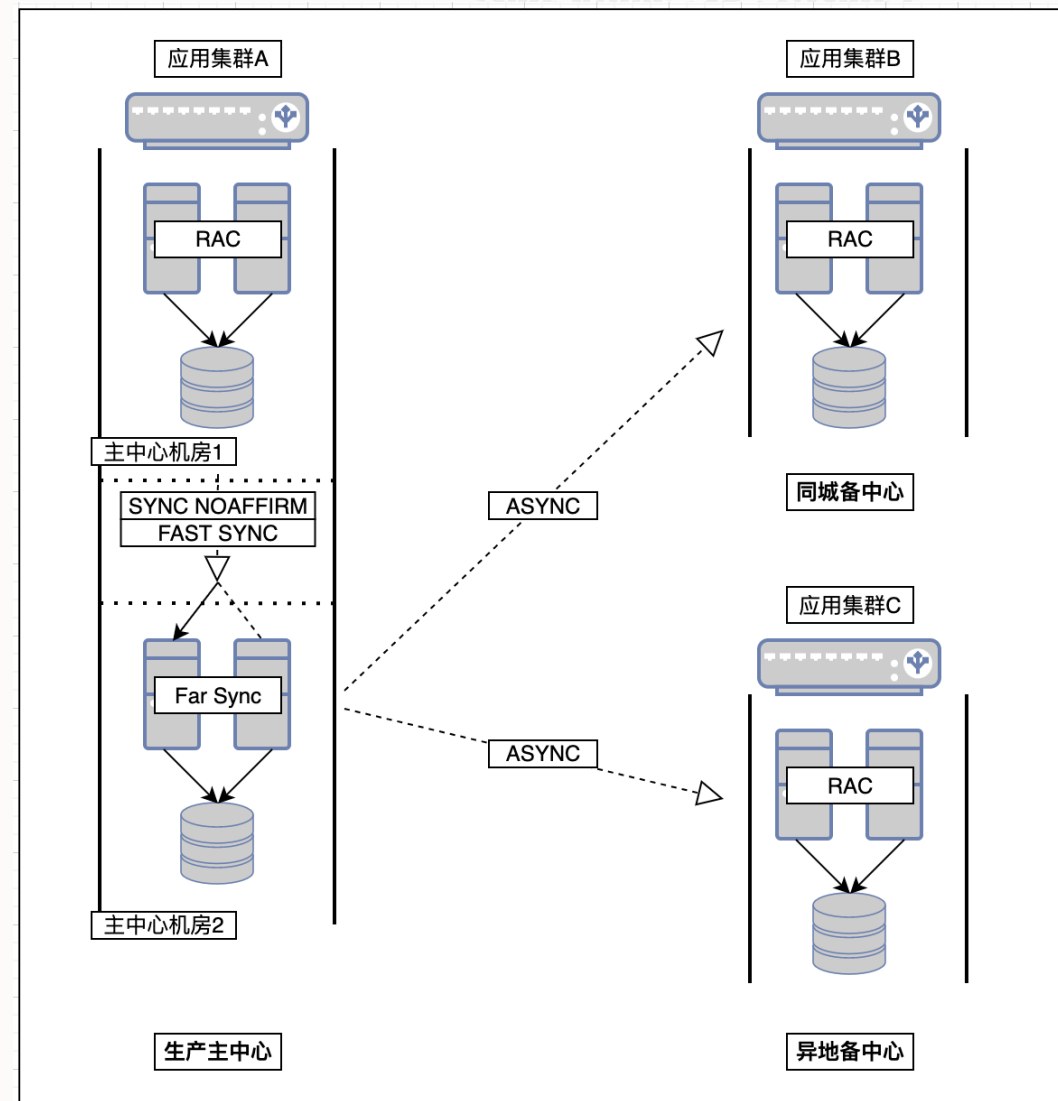 应用集群A
应用集群B
RAC
RAC
主中心机房1
同城备中心
SYNC NOAFFIRM
FAST SYNC
ASYNC
应用集群C
Far Sync
ASYNC
RAC
主中心机房2
生产主中心
异地备中心